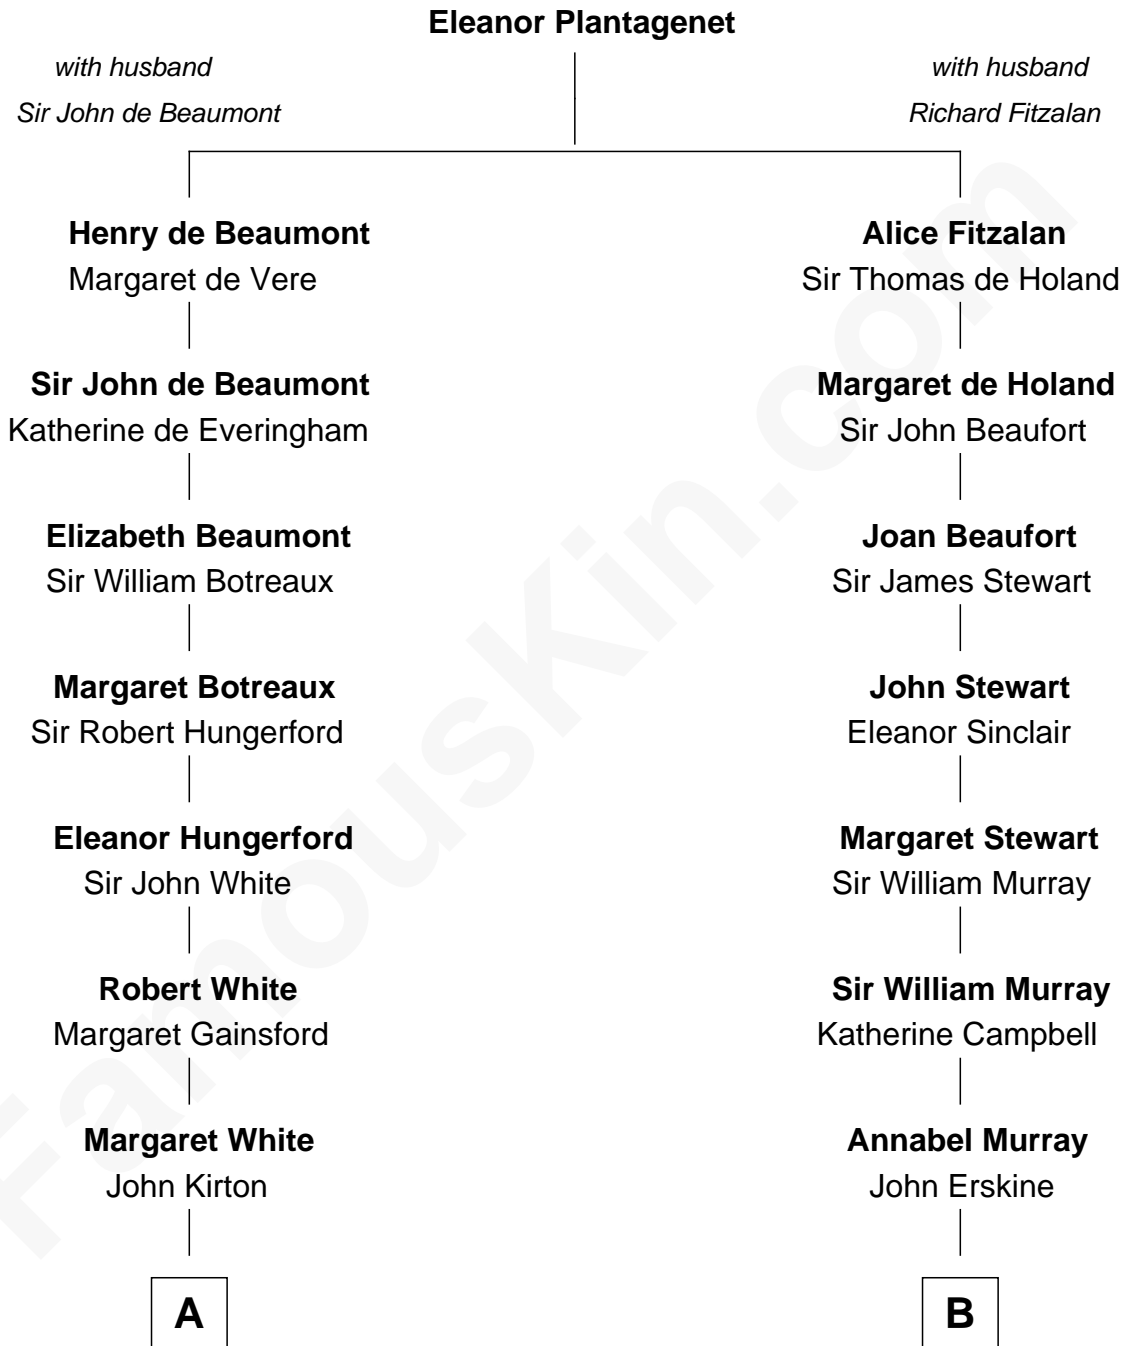 Eleanor Plantagenet
with husband
Sir John de Beaumont
with husband
Richard Fitzalan
Henry de Beaumont
Margaret de Vere
Alice Fitzalan
Sir Thomas de Holand
Sir John de Beaumont
Katherine de Everingham
Margaret de Holand
Sir John Beaufort
Elizabeth Beaumont
Sir William Botreaux
Joan Beaufort
Sir James Stewart
Margaret Botreaux
Sir Robert Hungerford
John Stewart
Eleanor Sinclair
Eleanor Hungerford
Sir John White
Margaret Stewart
Sir William Murray
Robert White
Margaret Gainsford
Sir William Murray
Katherine Campbell
Margaret White
John Kirton
Annabel Murray
John Erskine
A
B
FamousKin.com